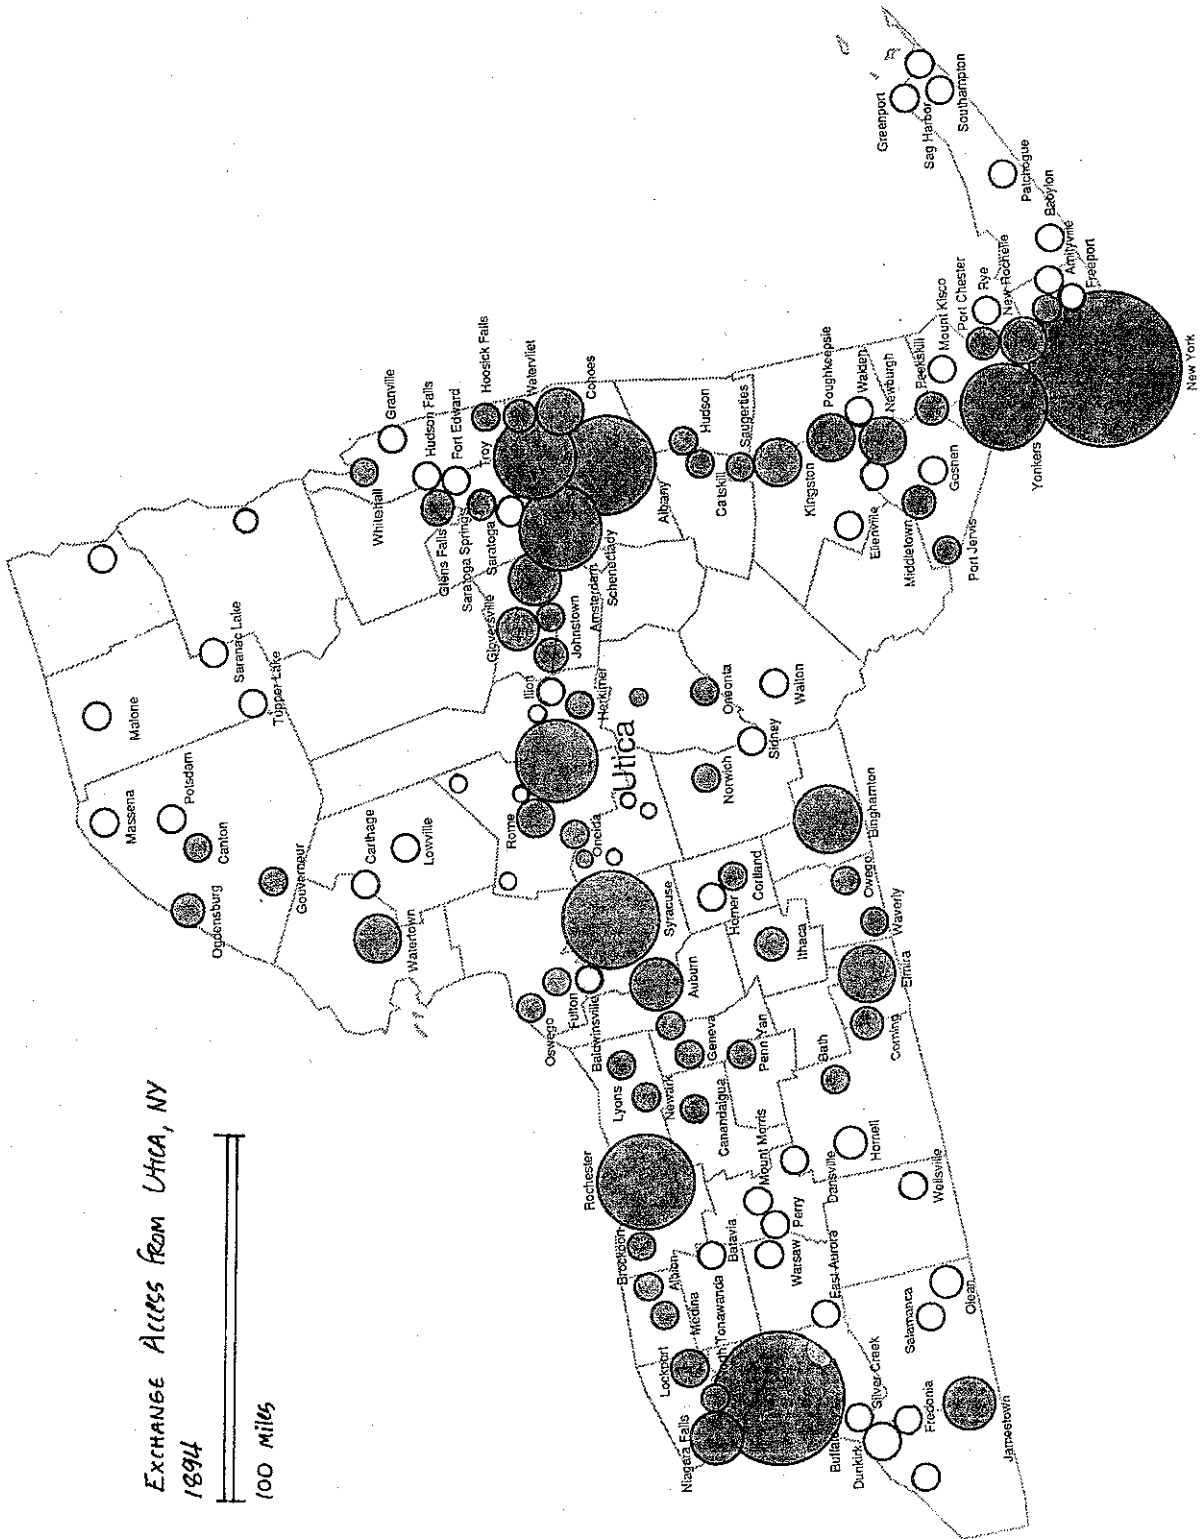 EXCHANGE ACCESS FROM UTICA, NY
1894
100 MILES
Massena
Malone
Potsdam
Canton
Ogdensburg
Saranac Lake
Tupper Lake
Gouverneur
Carthage
Lowville
Watertown
Whitehall
Granville
Hudson Falls
Fort Edward
Glens Falls
Saratoga Springs
Saratoga
Hoosick Falls
Troy
Watervliet
Cohoes
Gloversville
Johnstown
Amsterdam
Schenectady
Albany
Ilion
Herkimer
Utica
Rome
Oneida
Oswego
Fulton
Baldwinsville
Syracuse
Auburn
Lyons
Newark
Geneva
Canandaigua
Penn Yan
Rochester
Brockport
Albion
Medina
Lockport
North Tonawanda
Niagara Falls
Buffalo
Batavia
Mount Morris
Perry
Warsaw
East Aurora
Dansville
Homer
Cortland
Norwich
Oneonta
Sidney
Walton
Ithaca
Binghamton
Owego
Waverly
Elmira
Corning
Bath
Hornell
Wellsville
Olean
Salamanca
Silver Creek
Dunkirk
Fredonia
Jamestown
Hudson
Catskill
Saugerties
Kingston
Poughkeepsie
Walden
Newburgh
Ellenville
Middletown
Goshen
Port Jervis
Peekskill
Mount Kisco
Port Chester
Rye
New Rochelle
Yonkers
New York
Freeport
Amityville
Babylon
Patchogue
Southampton
Sag Harbor
Greenport